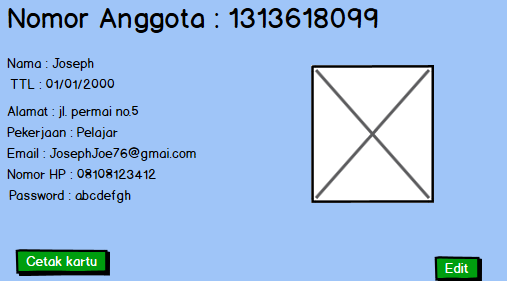 Nomor Anggota : 1313618099
Nama : Joseph
TTL : 01/01/2000
Alamat : jl. permai no.5
Pekerjaan : Pelajar
Email : JosephJoe76@gmai.com
Nomor HP : 08108123412
Password : abcdefgh
Cetak kartu
Edit